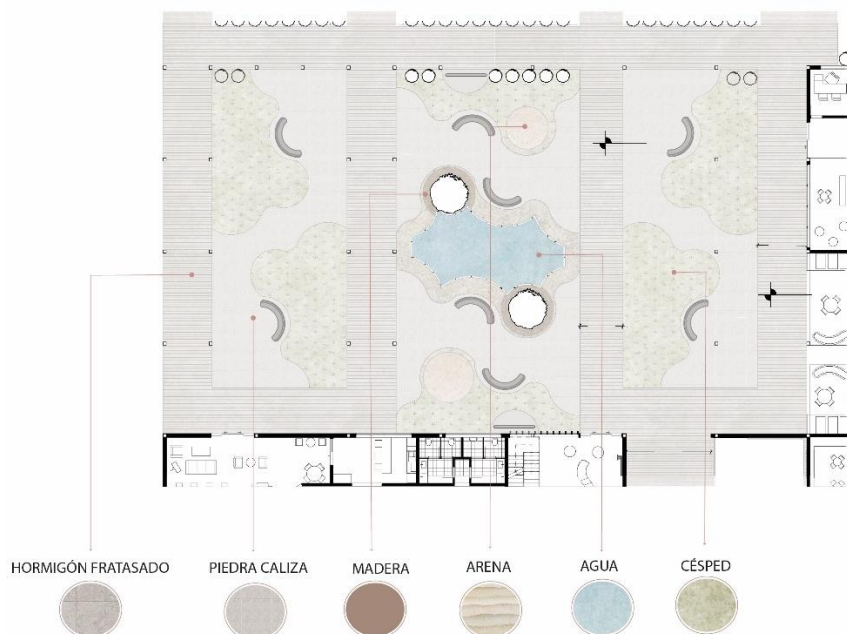 HORMIGÓN FRATASADO
PIEDRA CALIZA
MADERA
ARENA
AGUA
CÉSPED